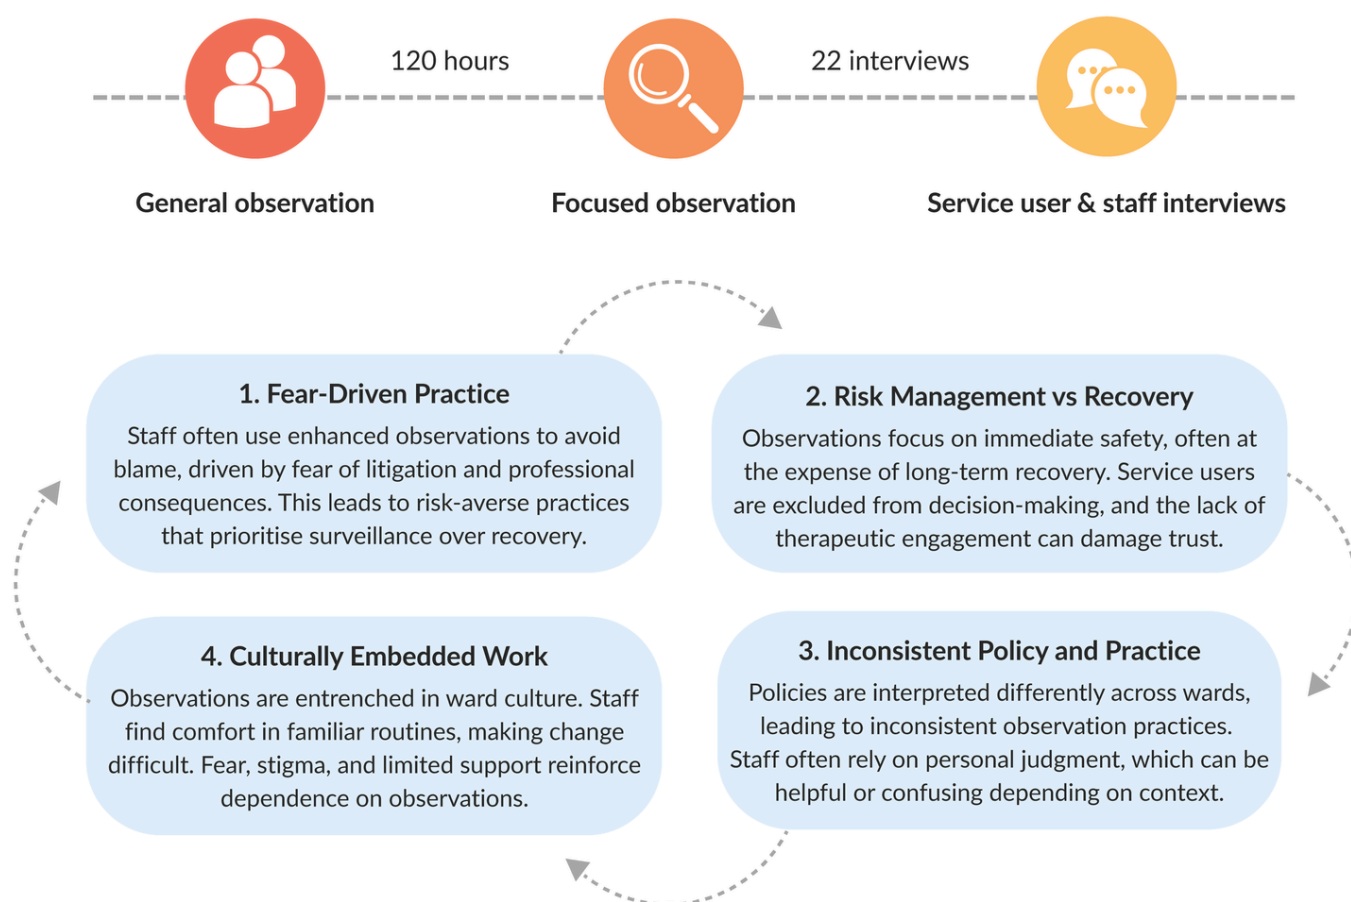 120 hours
22 interviews
General observation
Focused observation
Service user & staff interviews
1. Fear-Driven Practice
Staff often use enhanced observations to avoid
blame, driven by fear of litigation and professional
consequences. This leads to risk-averse practices
that prioritise surveillance over recovery.
2. Risk Management vs Recovery
Observations focus on immediate safety, often at
the expense of long-term recovery. Service users
are excluded from decision-making, and the lack of
therapeutic engagement can damage trust.
3. Inconsistent Policy and Practice
Policies are interpreted differently across wards,
leading to inconsistent observation practices.
Staff often rely on personal judgment, which can be
helpful or confusing depending on context.
4. Culturally Embedded Work
Observations are entrenched in ward culture. Staff
find comfort in familiar routines, making change
difficult. Fear, stigma, and limited support reinforce
dependence on observations.